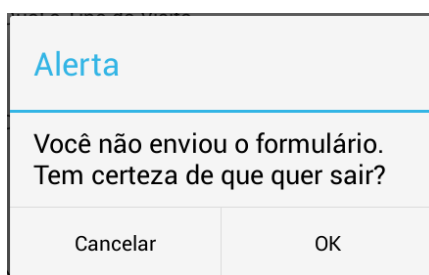 Alerta
Você não enviou o formulário.
Tem certeza de que quer sair?
Cancelar
OK